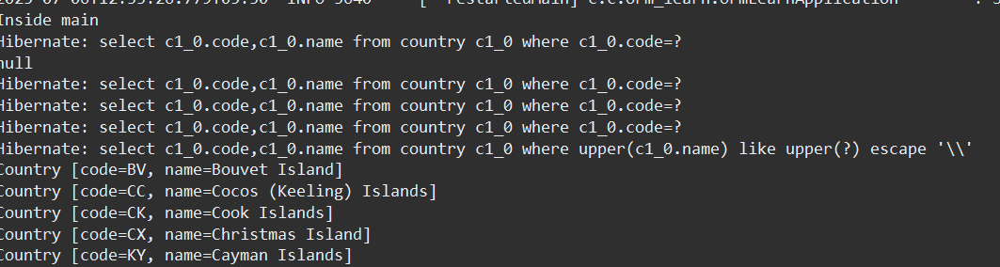 Inside main
Hibernate: select c1_0.code,c1_0.name from country c1_0 where c1_0.code=?
null
Hibernate: select c1_0.code,c1_0.name from country c1_0 where c1_0.code=?
Hibernate: select c1_0.code,c1_0.name from country c1_0 where c1_0.code=?
Hibernate: select c1_0.code,c1_0.name from country c1_0 where c1_0.code=?
Hibernate: select c1_0.code,c1_0.name from country c1_0 where upper(c1_0.name) like upper(?) escape '\\'
Country [code=BV, name=Bouvet Island]
Country [code=CC, name=Cocos (Keeling) Islands]
Country [code=CK, name=Cook Islands]
Country [code=CX, name=Christmas Island]
Country [code=KY, name=Cayman Islands]